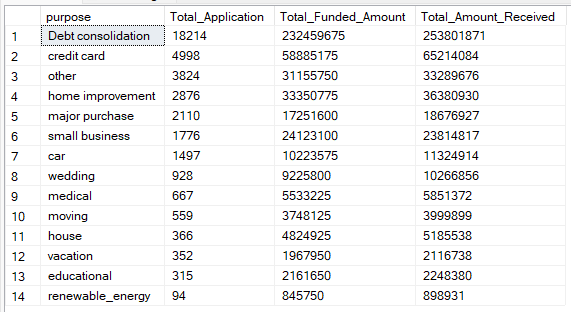 purpose Total_Application Total_Funded_Amount Total_Amount_Received
1 Debt consolidation 18214 232459675 253801871
2 credit card 4998 58885175 65214084
3 other 3824 31155750 33289676
4 home improvement 2876 33350775 36380930
5 major purchase 2110 17251600 18676927
6 small business 1776 24123100 23814817
7 car 1497 10223575 11324914
8 wedding 928 9225800 10266856
9 medical 667 5533225 5851372
10 moving 559 3748125 3999899
11 house 366 4824925 5185538
12 vacation 352 1967950 2116738
13 educational 315 2161650 2248380
14 renewable_energy 94 845750 898931